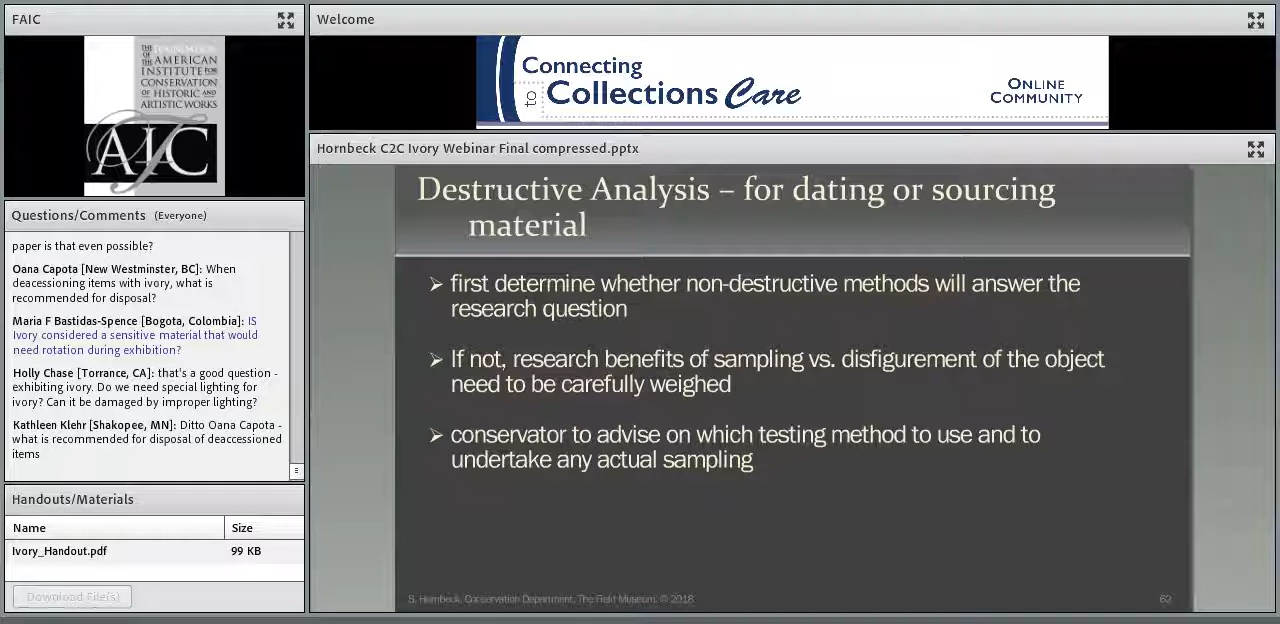 FAIC
THE FOUNDATION
OF THE AMERICAN
INSTITUTE FOR
CONSERVATION
OF HISTORIC AND
ARTISTIC WORKS
AIC
Questions/Comments (Everyone)
paper is that even possible?
Oana Capota [New Westminster, BC]: When
deacessioning items with ivory, what is
recommended for disposal?
Maria F Bastidas-Spence [Bogota, Colombia]: IS
Ivory considered a sensitive material that would
need rotation during exhibition?
Holly Chase [Torrance, CA]: that's a good question -
exhibiting ivory. Do we need special lighting for
ivory? Can it be damaged by improper lighting?
Kathleen Klehr [Shakopee, MN]: Ditto Oana Capota -
what is recommended for disposal of deaccessioned
items
Handouts/Materials
Name Size
Ivory_Handout.pdf 99 KB
Download File(s)
Welcome
Connecting
to Collections Care
ONLINE
COMMUNITY
Hornbeck C2C Ivory Webinar Final compressed.pptx
Destructive Analysis – for dating or sourcing
material
➢ first determine whether non-destructive methods will answer the
research question
➢ If not, research benefits of sampling vs. disfigurement of the object
need to be carefully weighed
➢ conservator to advise on which testing method to use and to
undertake any actual sampling
S. Hornbeck, Conservation Department, The Field Museum. © 2018